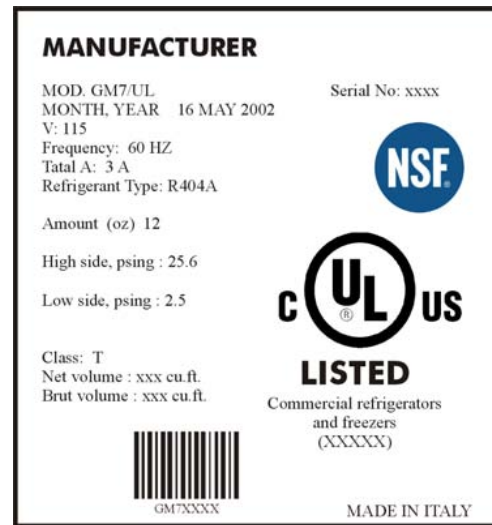 MANUFACTURER
MOD. GM7/UL
Serial No: xxxx
MONTH, YEAR 16 MAY 2002
V: 115
Frequency: 60 HZ
Tatal A: 3 A
Refrigerant Type: R404A
NSF®
Amount (oz) 12
High side, psing : 25.6
Low side, psing : 2.5
C UL® US
LISTED
Class: T
Net volume : xxx cu.ft.
Brut volume : xxx cu.ft.
Commercial refrigerators
and freezers
(XXXXX)
GM7XXXX
MADE IN ITALY